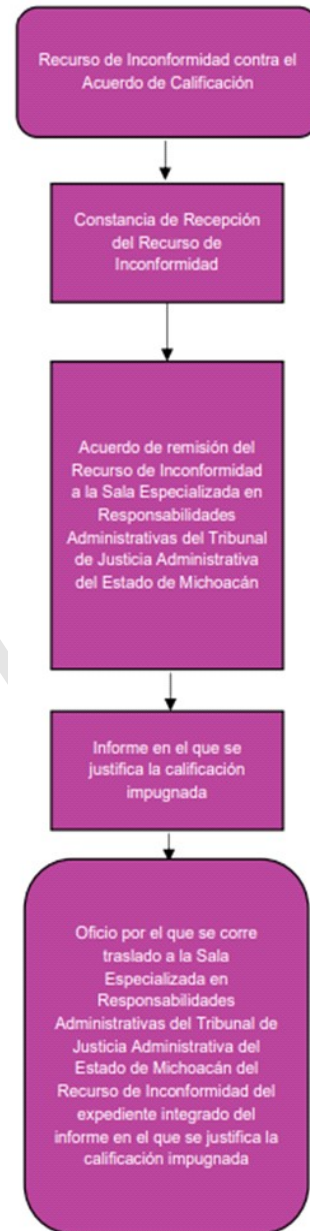 Recurso de Inconformidad contra el
Acuerdo de Calificación
Constancia de Recepción
del Recurso de
Inconformidad
Acuerdo de remisión del
Recurso de Inconformidad
a la Sala Especializada en
Responsabilidades
Administrativas del Tribunal
de Justicia Administrativa
del Estado de Michoacán
Informe en el que se
justifica la calificación
impugnada
Oficio por el que se corre
traslado a la Sala
Especializada en
Responsabilidades
Administrativas del Tribunal de
Justicia Administrativa del
Estado de Michoacán del
Recurso de Inconformidad del
expediente integrado del
informe en el que se justifica la
calificación impugnada